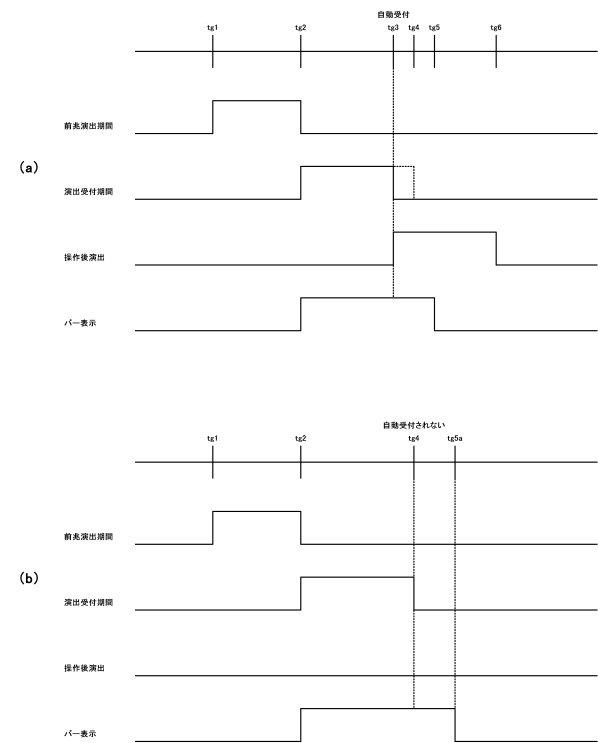 自動受付
tg1 tg2 tg3 tg4 tg5 tg6
前兆演出期間
(a)
演出受付期間
操作後演出
バー表示
自動受付されない
tg1 tg2 tg4 tg5a
前兆演出期間
(b)
演出受付期間
操作後演出
バー表示